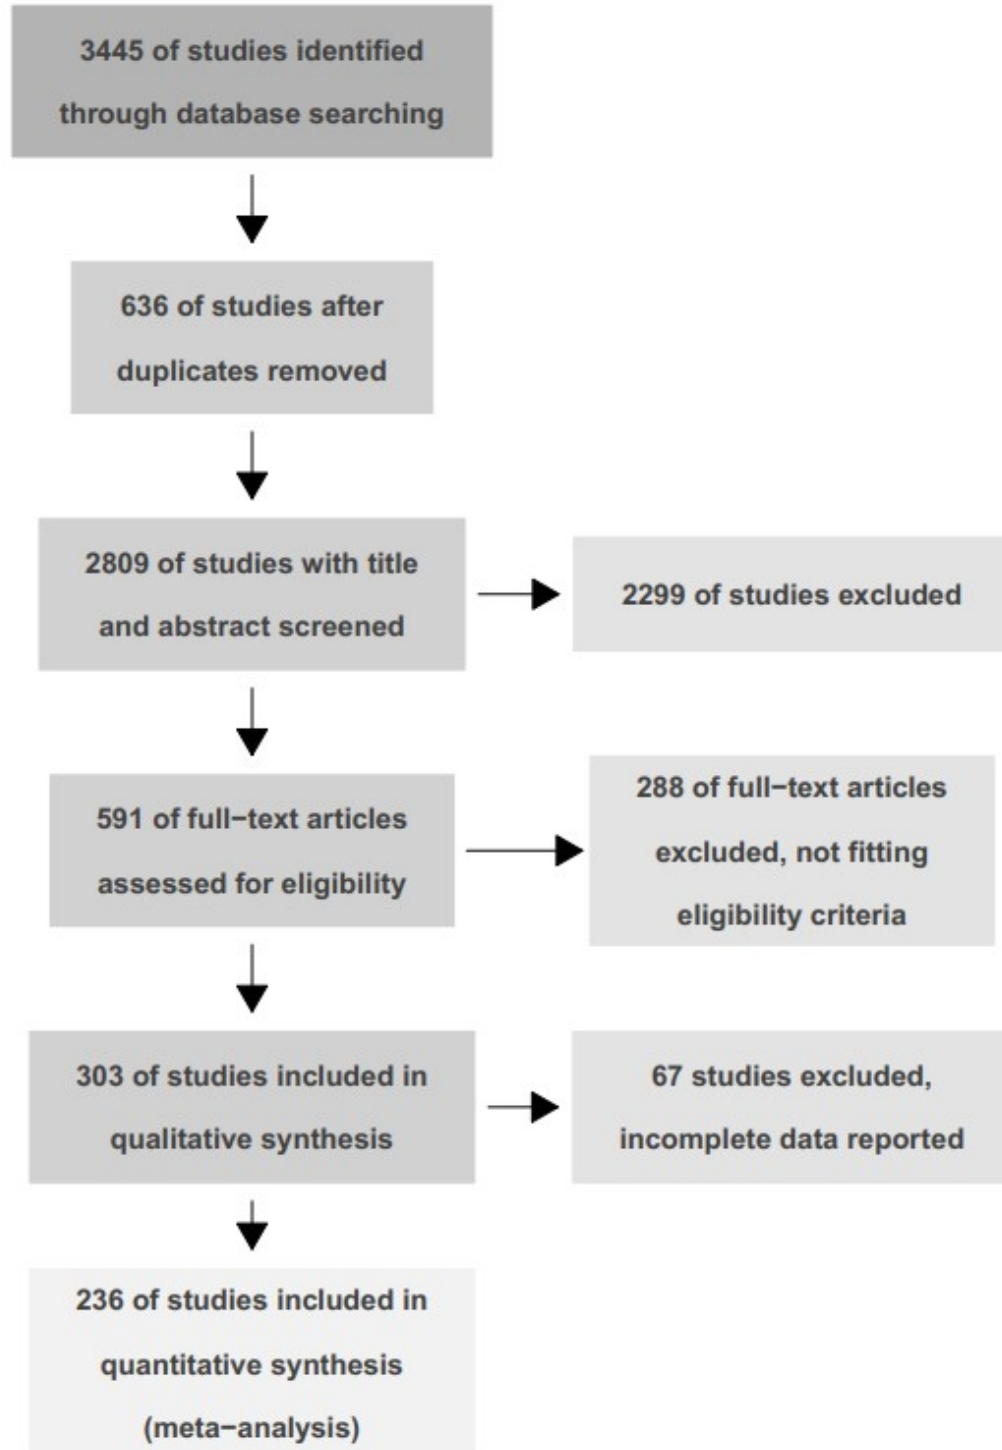 3445 of studies identified
through database searching
636 of studies after
duplicates removed
2809 of studies with title
and abstract screened
2299 of studies excluded
591 of full−text articles
assessed for eligibility
288 of full−text articles
excluded, not fitting
eligibility criteria
303 of studies included in
qualitative synthesis
67 studies excluded,
incomplete data reported
236 of studies included in
quantitative synthesis
(meta−analysis)